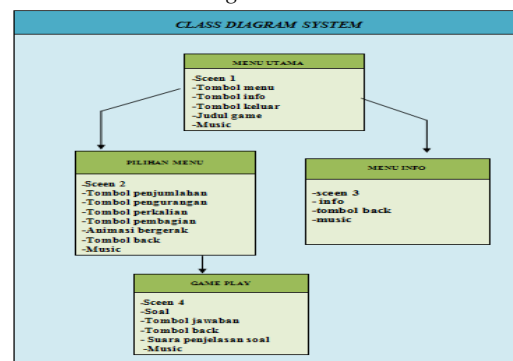 CLASS DIAGRAM SYSTEM
MENU UTAMA
-Sceen 1
-Tombol menu
-Tombol info
-Tombol keluar
-Judul game
-Music
PILIHAN MENU
-Sceen 2
-Tombol penjumlahan
-Tombol pengurangan
-Tombol perkalian
-Tombol pembagian
-Animasi bergerak
-Tombol back
-Music
MENU INFO
-sceen 3
- info
-tombol back
-music
GAME PLAY
-Sceen 4
-Soal
-Tombol jawaban
-Tombol back
- Suara penjelasan soal
-Music